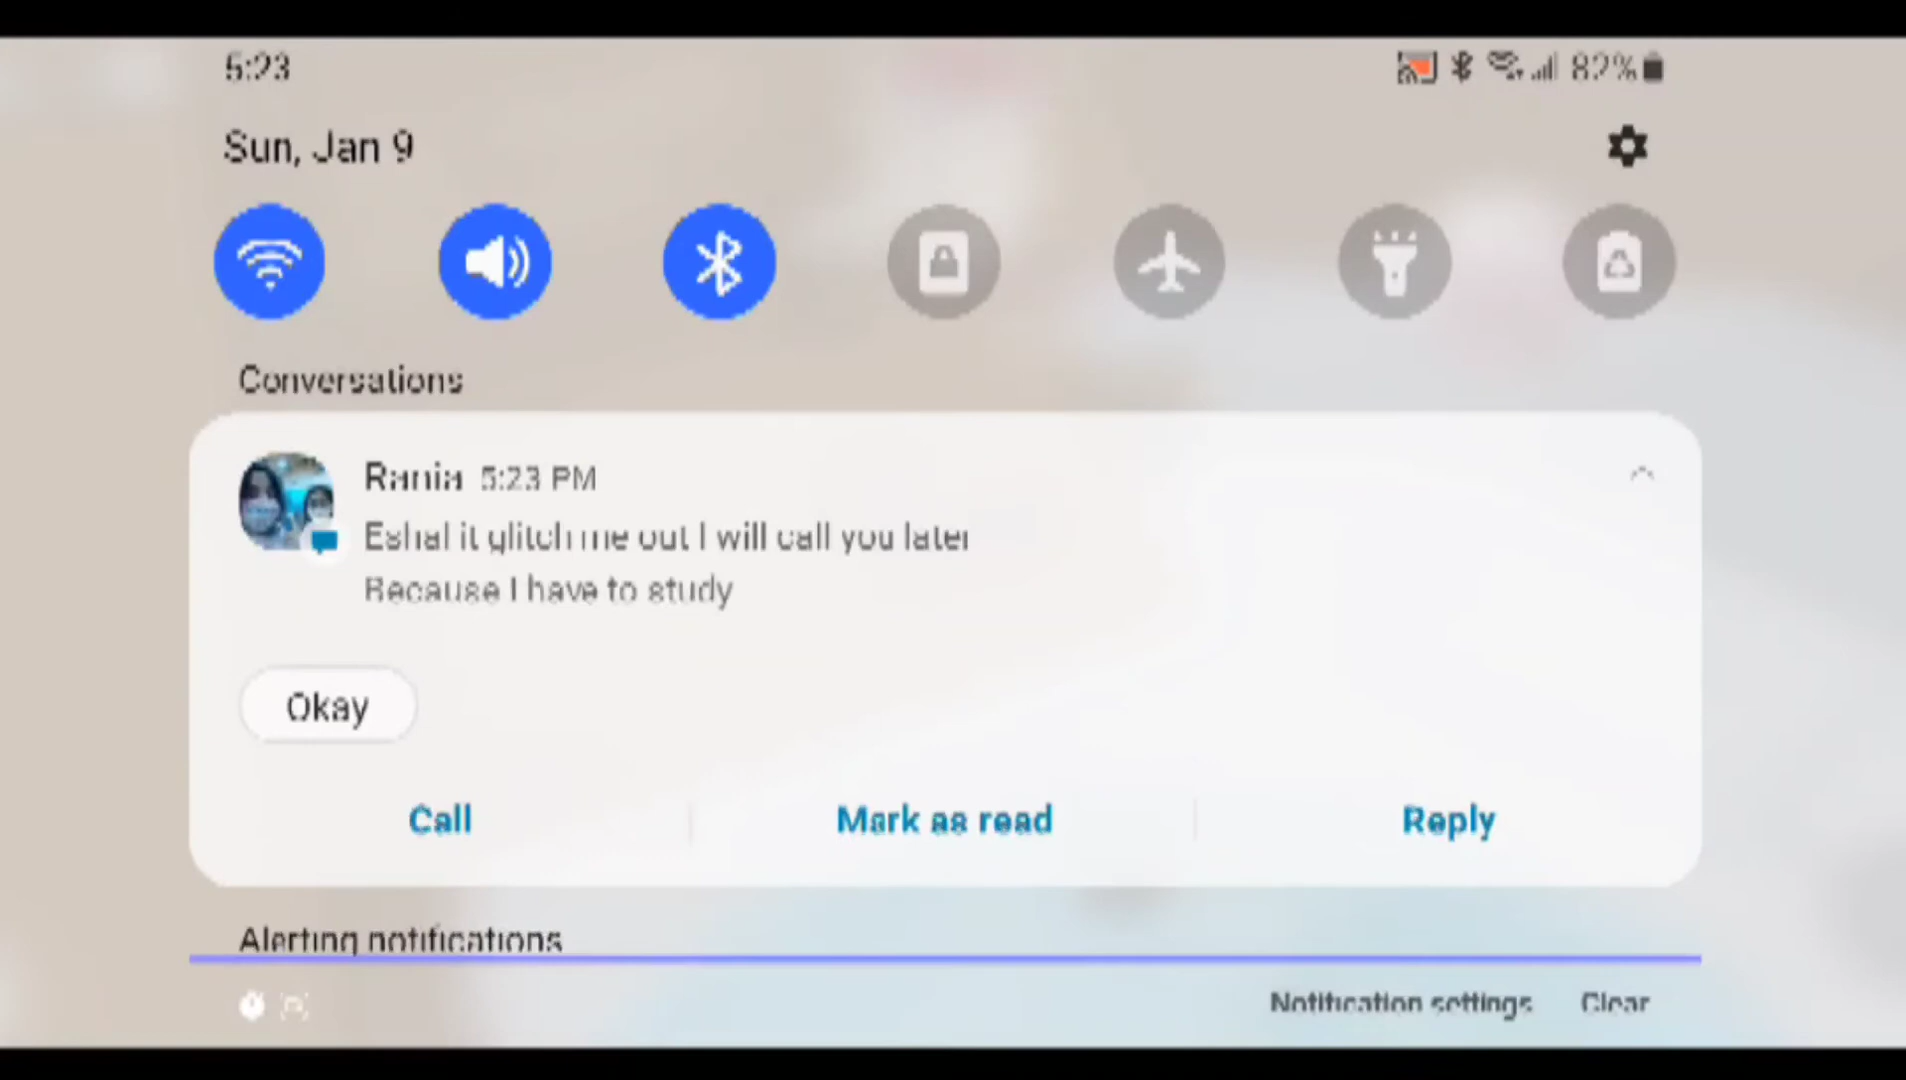 5:23
82%
Sun, Jan 9
Conversations
Rania 5:23 PM
Eshal it glitch me out I will call you later
Because I have to study
Okay
Call
Mark as read
Reply
Alerting notifications
Notification settings
Clear